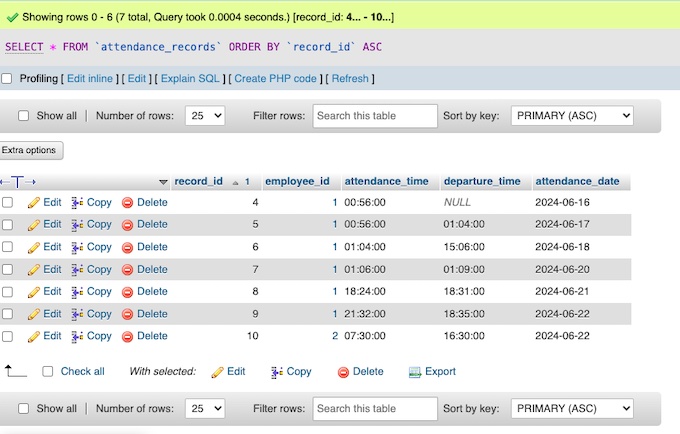 Showing rows 0 - 6 (7 total, Query took 0.0004 seconds.) [record_id: 4... - 10...]
SELECT * FROM `attendance_records` ORDER BY `record_id` ASC
Profiling [ Edit inline ] [ Edit ] [ Explain SQL ] [ Create PHP code ] [ Refresh ]
Show all | Number of rows: 25 Filter rows: Search this table Sort by key: PRIMARY (ASC)
Extra options
record_id 1 employee_id attendance_time departure_time attendance_date
Edit Copy Delete 4 1 00:56:00 NULL 2024-06-16
Edit Copy Delete 5 1 00:56:00 01:04:00 2024-06-17
Edit Copy Delete 6 1 01:04:00 15:06:00 2024-06-18
Edit Copy Delete 7 1 01:06:00 01:09:00 2024-06-20
Edit Copy Delete 8 1 18:24:00 18:31:00 2024-06-21
Edit Copy Delete 9 1 21:32:00 18:35:00 2024-06-22
Edit Copy Delete 10 2 07:30:00 16:30:00 2024-06-22
Check all With selected: Edit Copy Delete Export
Show all | Number of rows: 25 Filter rows: Search this table Sort by key: PRIMARY (ASC)